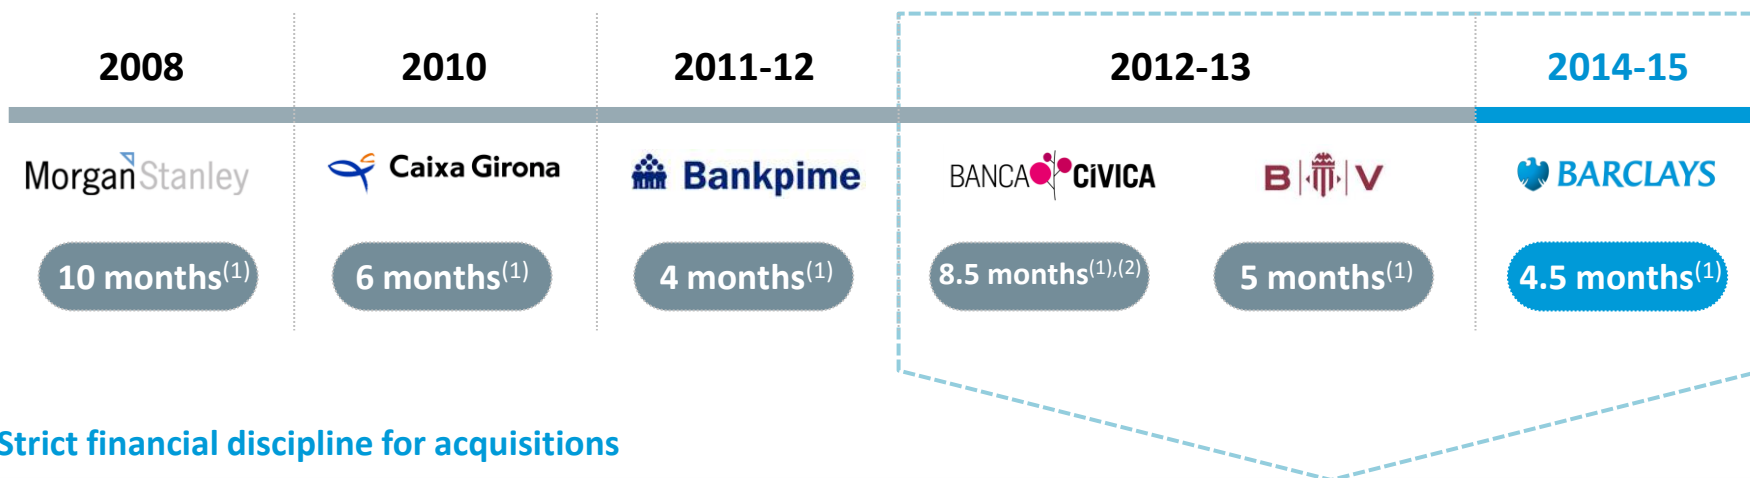 2008 2010 2011-12 2012-13 2014-15
Morgan Stanley Caixa Girona Bankpime BANCA CÍVICA B V BARCLAYS
10 months(1) 6 months(1) 4 months(1) 8.5 months(1),(2) 5 months(1) 4.5 months(1)
Strict financial discipline for acquisitions